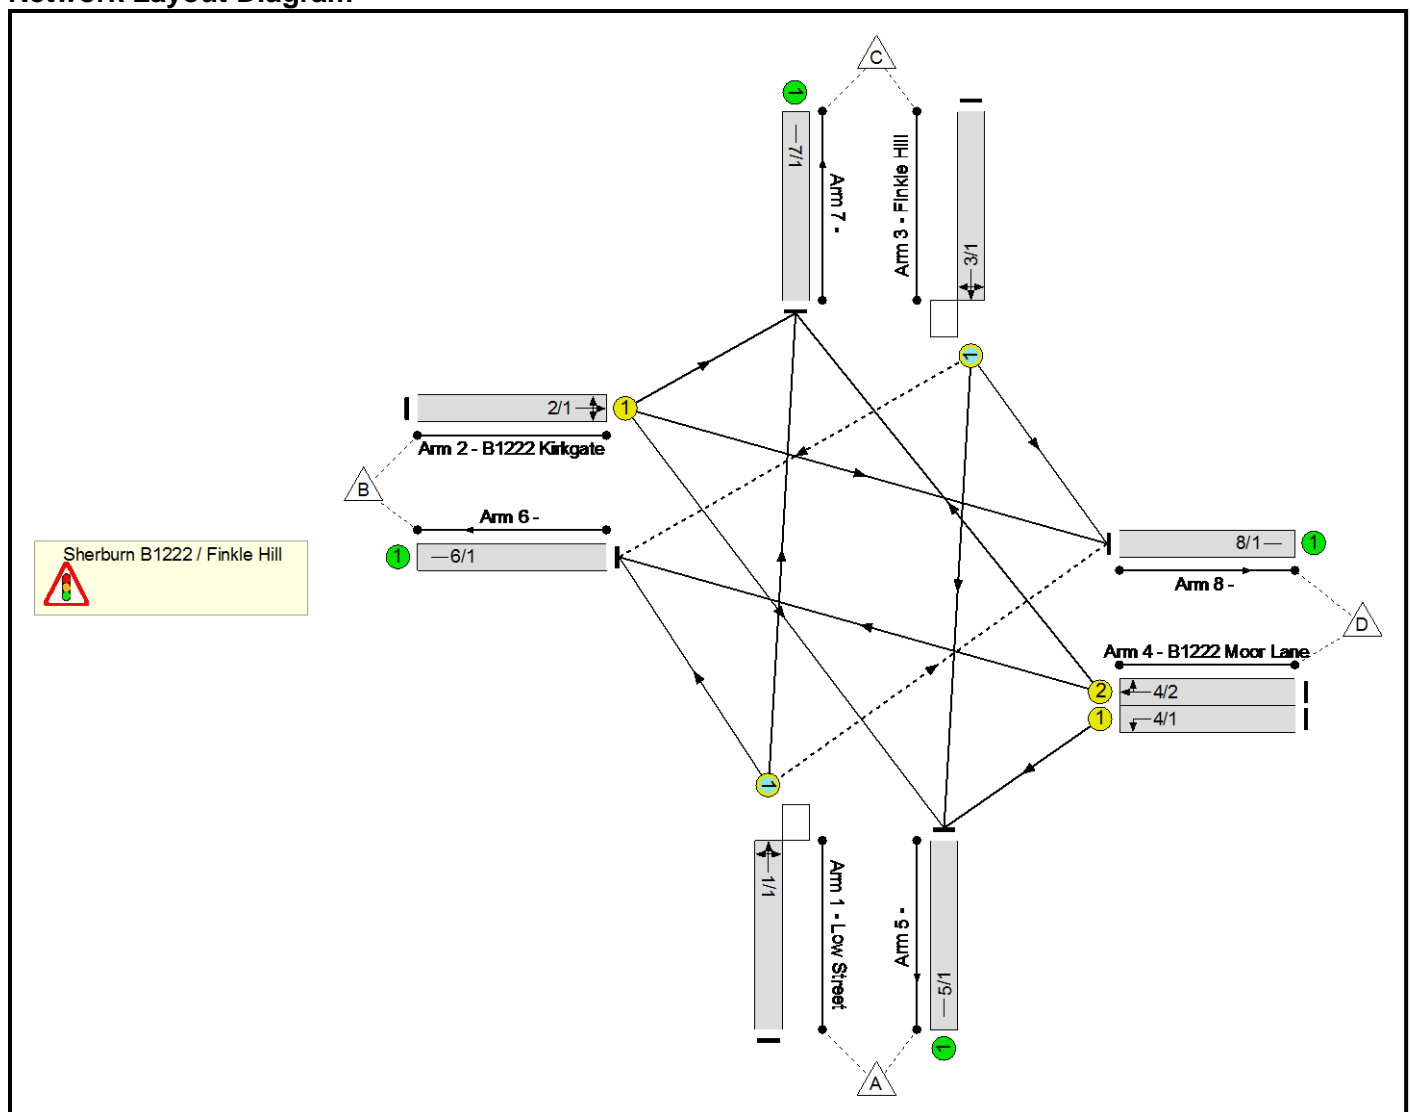 Network Layout Diagram
C
1
1
7/1
Arm 7 -
Arm 3 - Finkle Hill
3/1
1
2/1
1
Arm 2 - B1222 Kirkgate
B
Arm 6 -
1
6/1
Sherburn B1222 / Finkle Hill
8/1
1
Arm 8 -
D
Arm 4 - B1222 Moor Lane
2
4/2
1
4/1
1
1/1
Arm 1 - Low Street
Arm 5 -
5/1
1
A